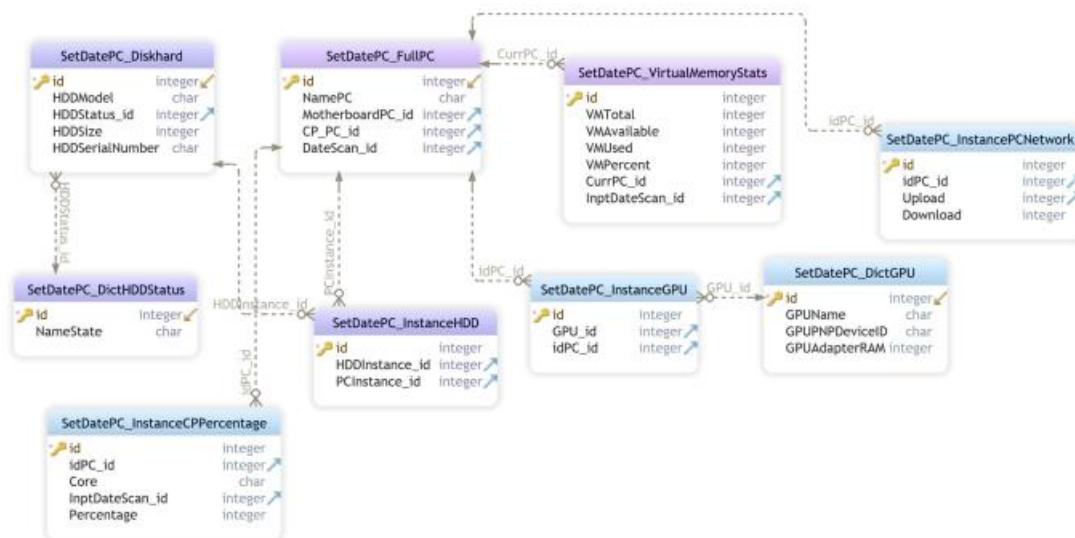 SetDatePC_Diskhard
id integer
HDDModel char
HDDStatus_id integer
HDDSize integer
HDDSerialNumber char
SetDatePC_FullPC
id integer
NamePC char
MotherboardPC_id integer
CP_PC_id integer
DateScan_id integer
CurrPC_id
SetDatePC_VirtualMemoryStats
id integer
VMTotal integer
VMAvailable integer
VMUsed integer
VMPercent integer
CurrPC_id integer
InptDateScan_id integer
idPC_id
SetDatePC_InstancePCNetwork
id integer
idPC_id integer
Upload integer
Download integer
HDDStatus_id
SetDatePC_DictHDDStatus
id integer
NameState char
HDDInstance_id
PCInstance_id
SetDatePC_InstanceHDD
id integer
HDDInstance_id integer
PCInstance_id integer
idPC_id
SetDatePC_InstanceGPU
id integer
GPU_id integer
idPC_id integer
GPU_id
SetDatePC_DictGPU
id integer
GPUName char
GPUPNPDeviceID char
GPUAdapterRAM integer
idPC_id
SetDatePC_InstanceCPPercentage
id integer
idPC_id integer
Core char
InptDateScan_id integer
Percentage integer